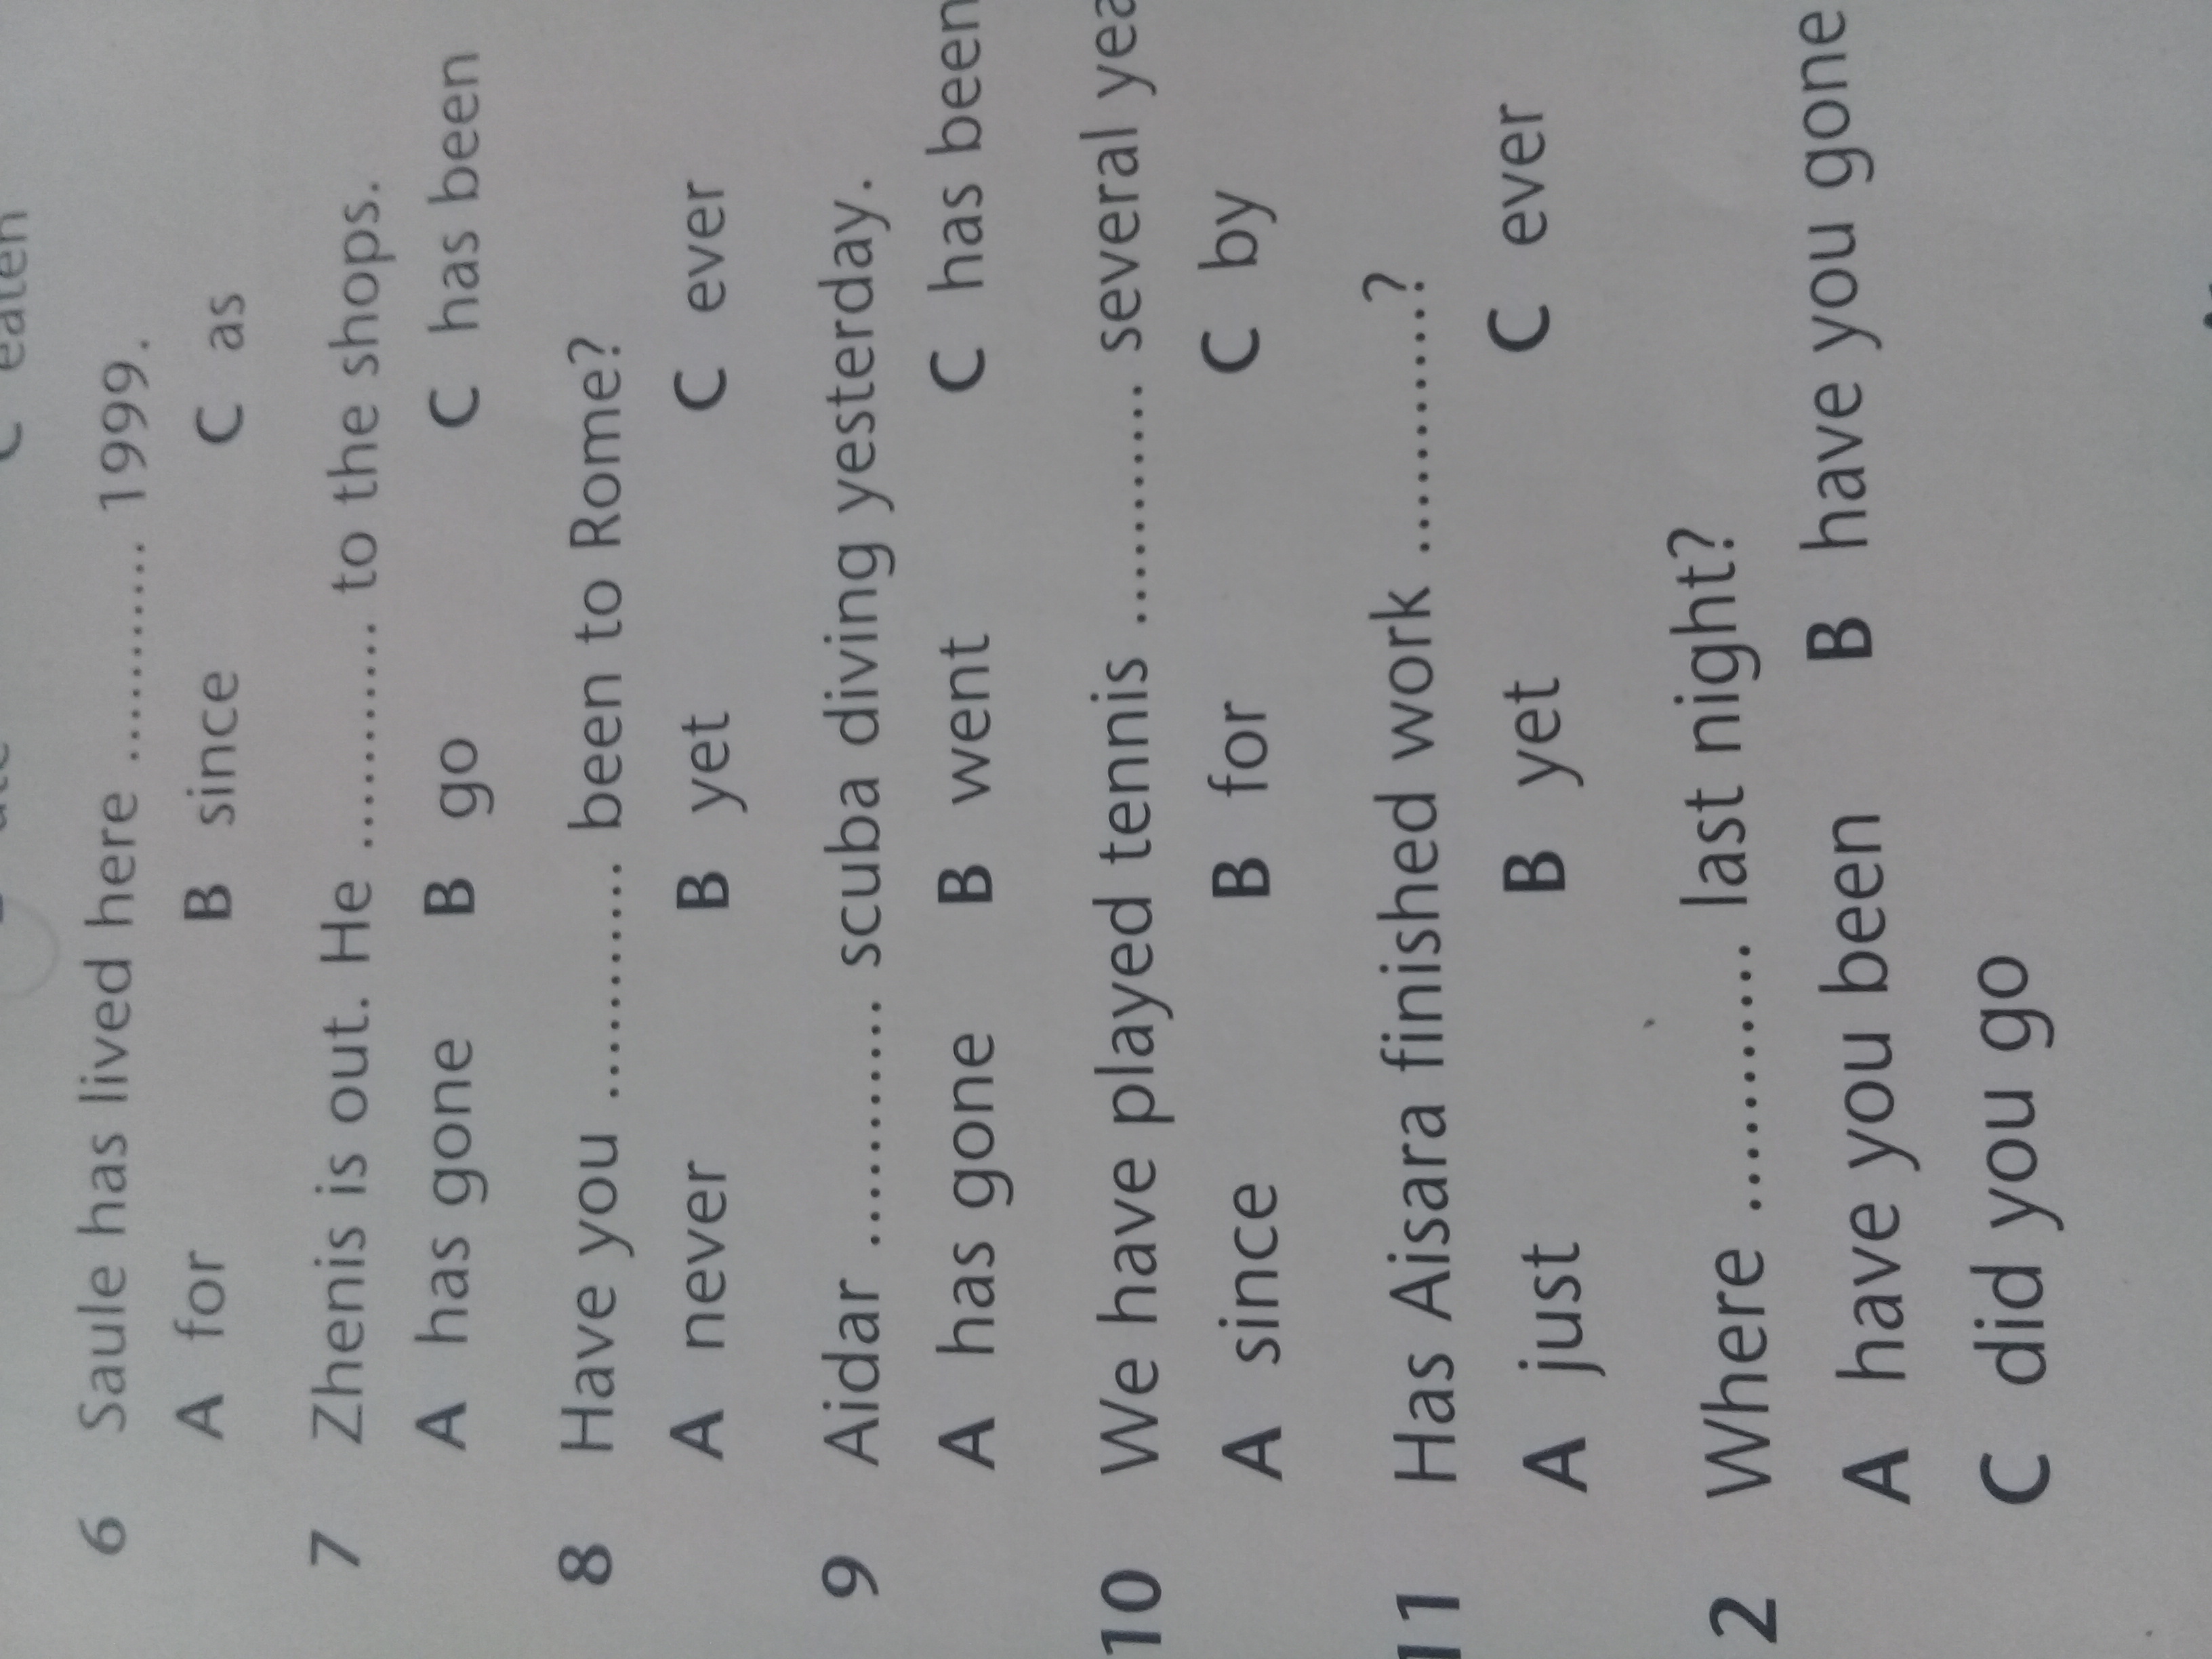 C eaten
6 Saule has lived here ............ 1999.
A for B since C as
7 Zhenis is out. He ............ to the shops.
A has gone B go C has been
8 Have you ............ been to Rome?
A never B yet C ever
9 Aidar ............ scuba diving yesterday.
A has gone B went C has been
10 We have played tennis ............ several
A since B for C by
11 Has Aisara finished work ............?
A just B yet C ever
2 Where ............ last night?
A have you been B have you gone
C did you go